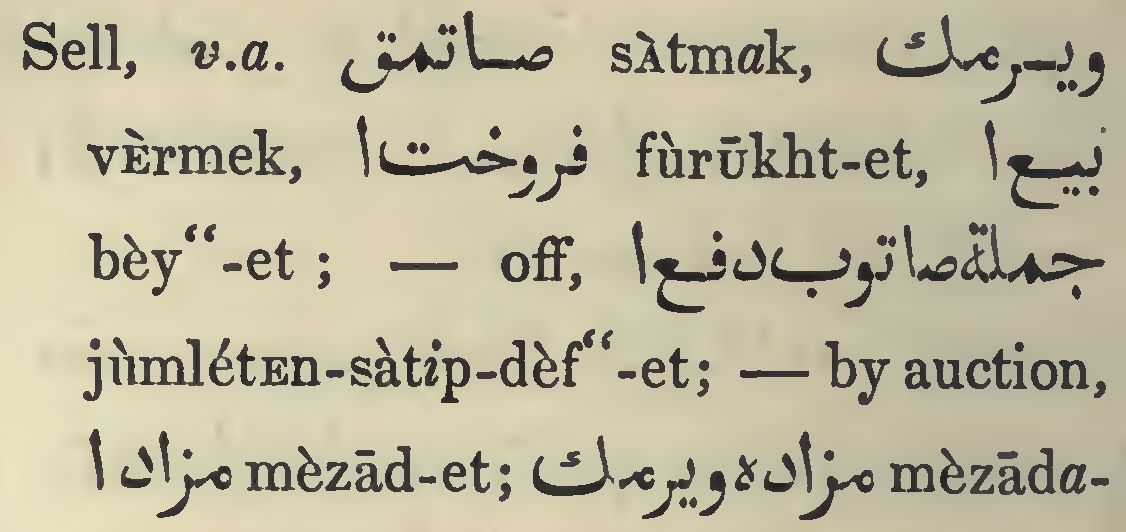 Sell, v.a. صاتمق sÀtmak, ويرمك
vÈrmek, فروخت ا fùrŪkht-et, بيع ا
bèy“-et ; — off, جملةً صاتوب دفع ا
jùmlétEn-sàtip-dèf“-et; — by auction,
مزاد ا mèzād-et; مزاده ويرمك mèzāda-